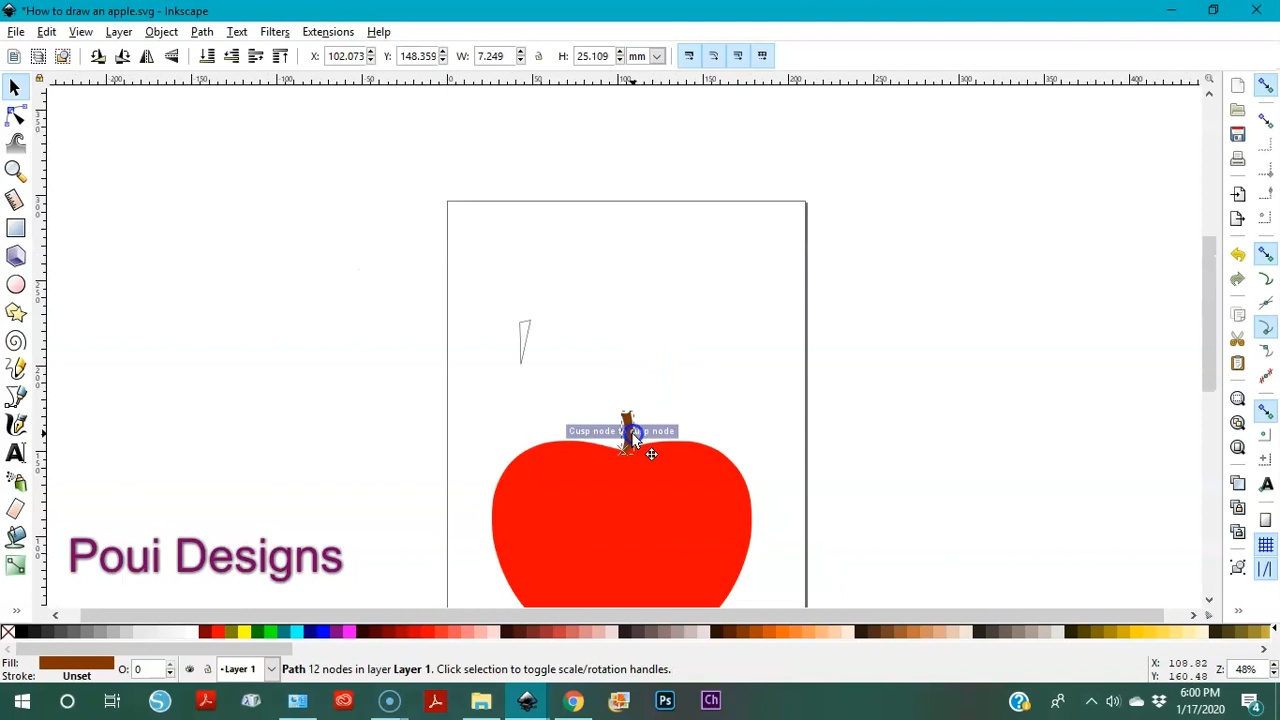 *How to draw an apple.svg - Inkscape
File Edit View Layer Object Path Text Filters Extensions Help
X: 102.073 Y: 148.359 W: 7.249 H: 25.109 mm
Cusp node
Poui Designs
Fill: O: 0 Layer 1 Path 12 nodes in layer Layer 1. Click selection to toggle scale/rotation handles. X: 108.82 Z: 48%
Stroke: Unset Y: 160.48
Ps Ch 6:00 PM
1/17/2020 4